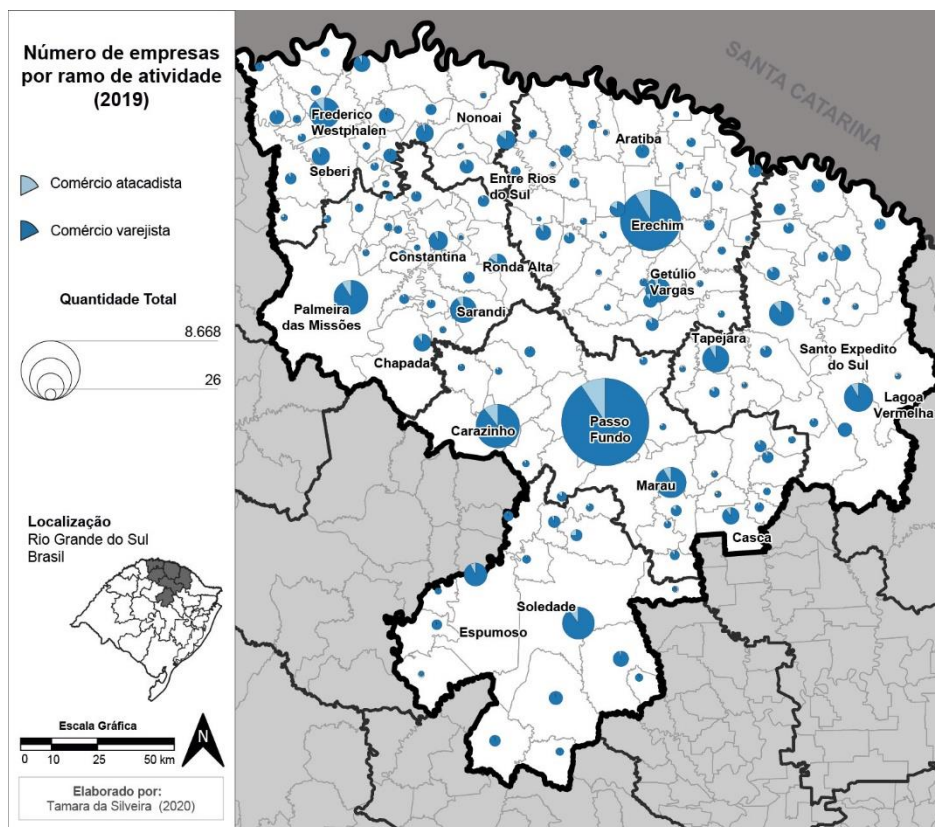 Número de empresas
por ramo de atividade
(2019)
Comércio atacadista
Comércio varejista
Quantidade Total
8.668
26
Localização
Rio Grande do Sul
Brasil
Escala Gráfica
0 10 25 50 km
N
Elaborado por:
Tamara da Silveira (2020)
SANTA CATARINA
Frederico
Westphalen
Nonoai
Aratiba
Seberi
Entre Rios
do Sul
Erechim
Constantina
Ronda Alta
Getúlio
Vargas
Palmeira
das Missões
Sarandi
Chapada
Tapejára
Santo Expedito
do Sul
Lagoa
Vermelha
Carazinho
Passo
Fundo
Marau
Casca
Soledade
Espumoso